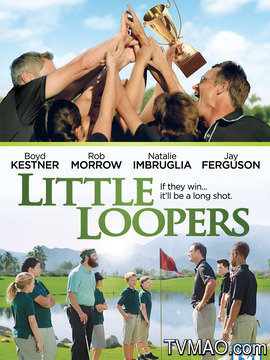 Boyd
KESTNER
Rob
MORROW
Natalie
IMBRUGLIA
Jay
FERGUSON
LITTLE
LOOPERS
If they win...
it'll be a long shot.
TVMAO.com